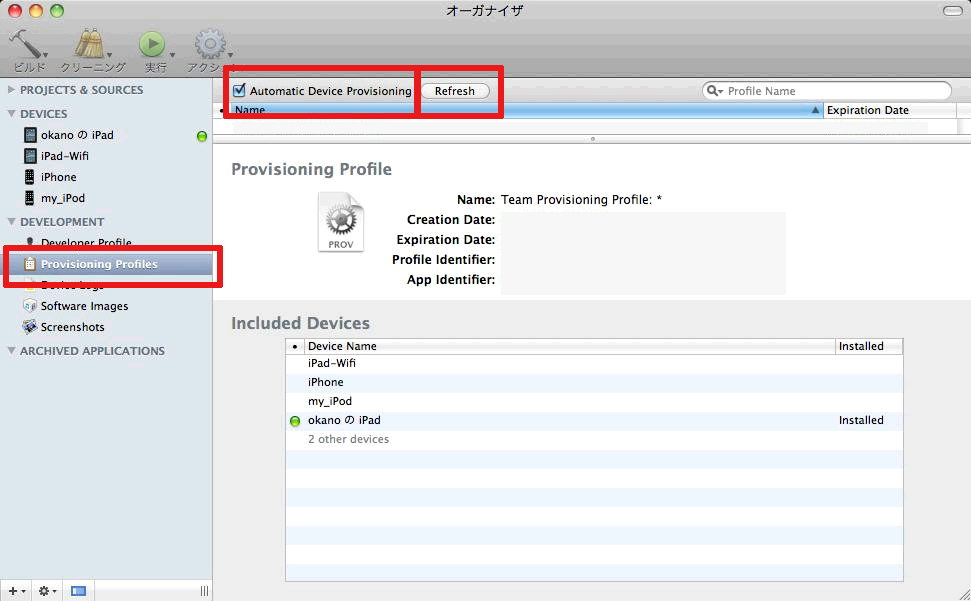 オーガナイザ
ビルド クリーニング 実行 アクシ
PROJECTS & SOURCES
DEVICES
okano の iPad
iPad-Wifi
iPhone
my_iPod
DEVELOPMENT
Developer Profile
Provisioning Profiles
Device Logs
Software Images
Screenshots
ARCHIVED APPLICATIONS
Automatic Device Provisioning Refresh Profile Name
Name Expiration Date
Provisioning Profile
PROV
Name: Team Provisioning Profile: *
Creation Date:
Expiration Date:
Profile Identifier:
App Identifier:
Included Devices
• Device Name Installed
iPad-Wifi
iPhone
my_iPod
okano の iPad Installed
2 other devices